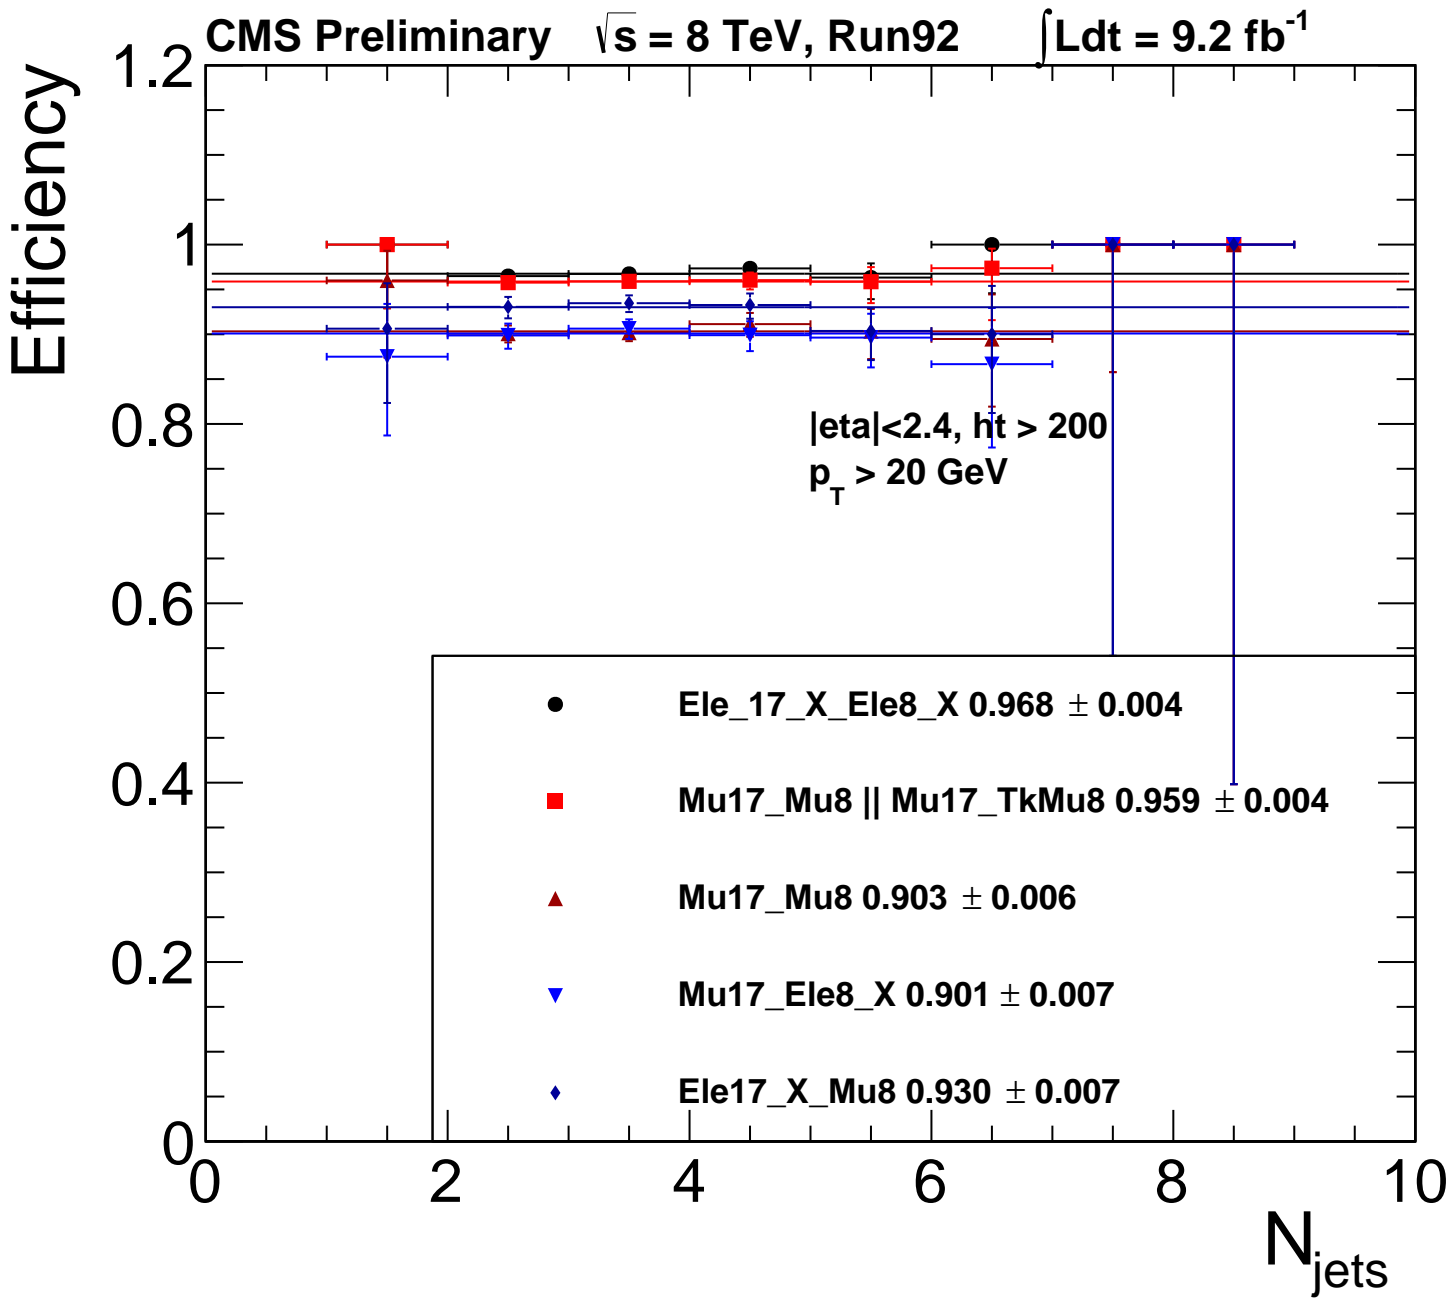 CMS Preliminary √s = 8 TeV, Run92 ∫Ldt = 9.2 fb-1
Efficiency
1.2
1
0.8
0.6
0.4
0.2
0
|eta|<2.4, ht > 200
pT > 20 GeV
Ele_17_X_Ele8_X 0.968 ± 0.004
Mu17_Mu8 || Mu17_TkMu8 0.959 ± 0.004
Mu17_Mu8 0.903 ± 0.006
Mu17_Ele8_X 0.901 ± 0.007
Ele17_X_Mu8 0.930 ± 0.007
0 2 4 6 8 10
Njets